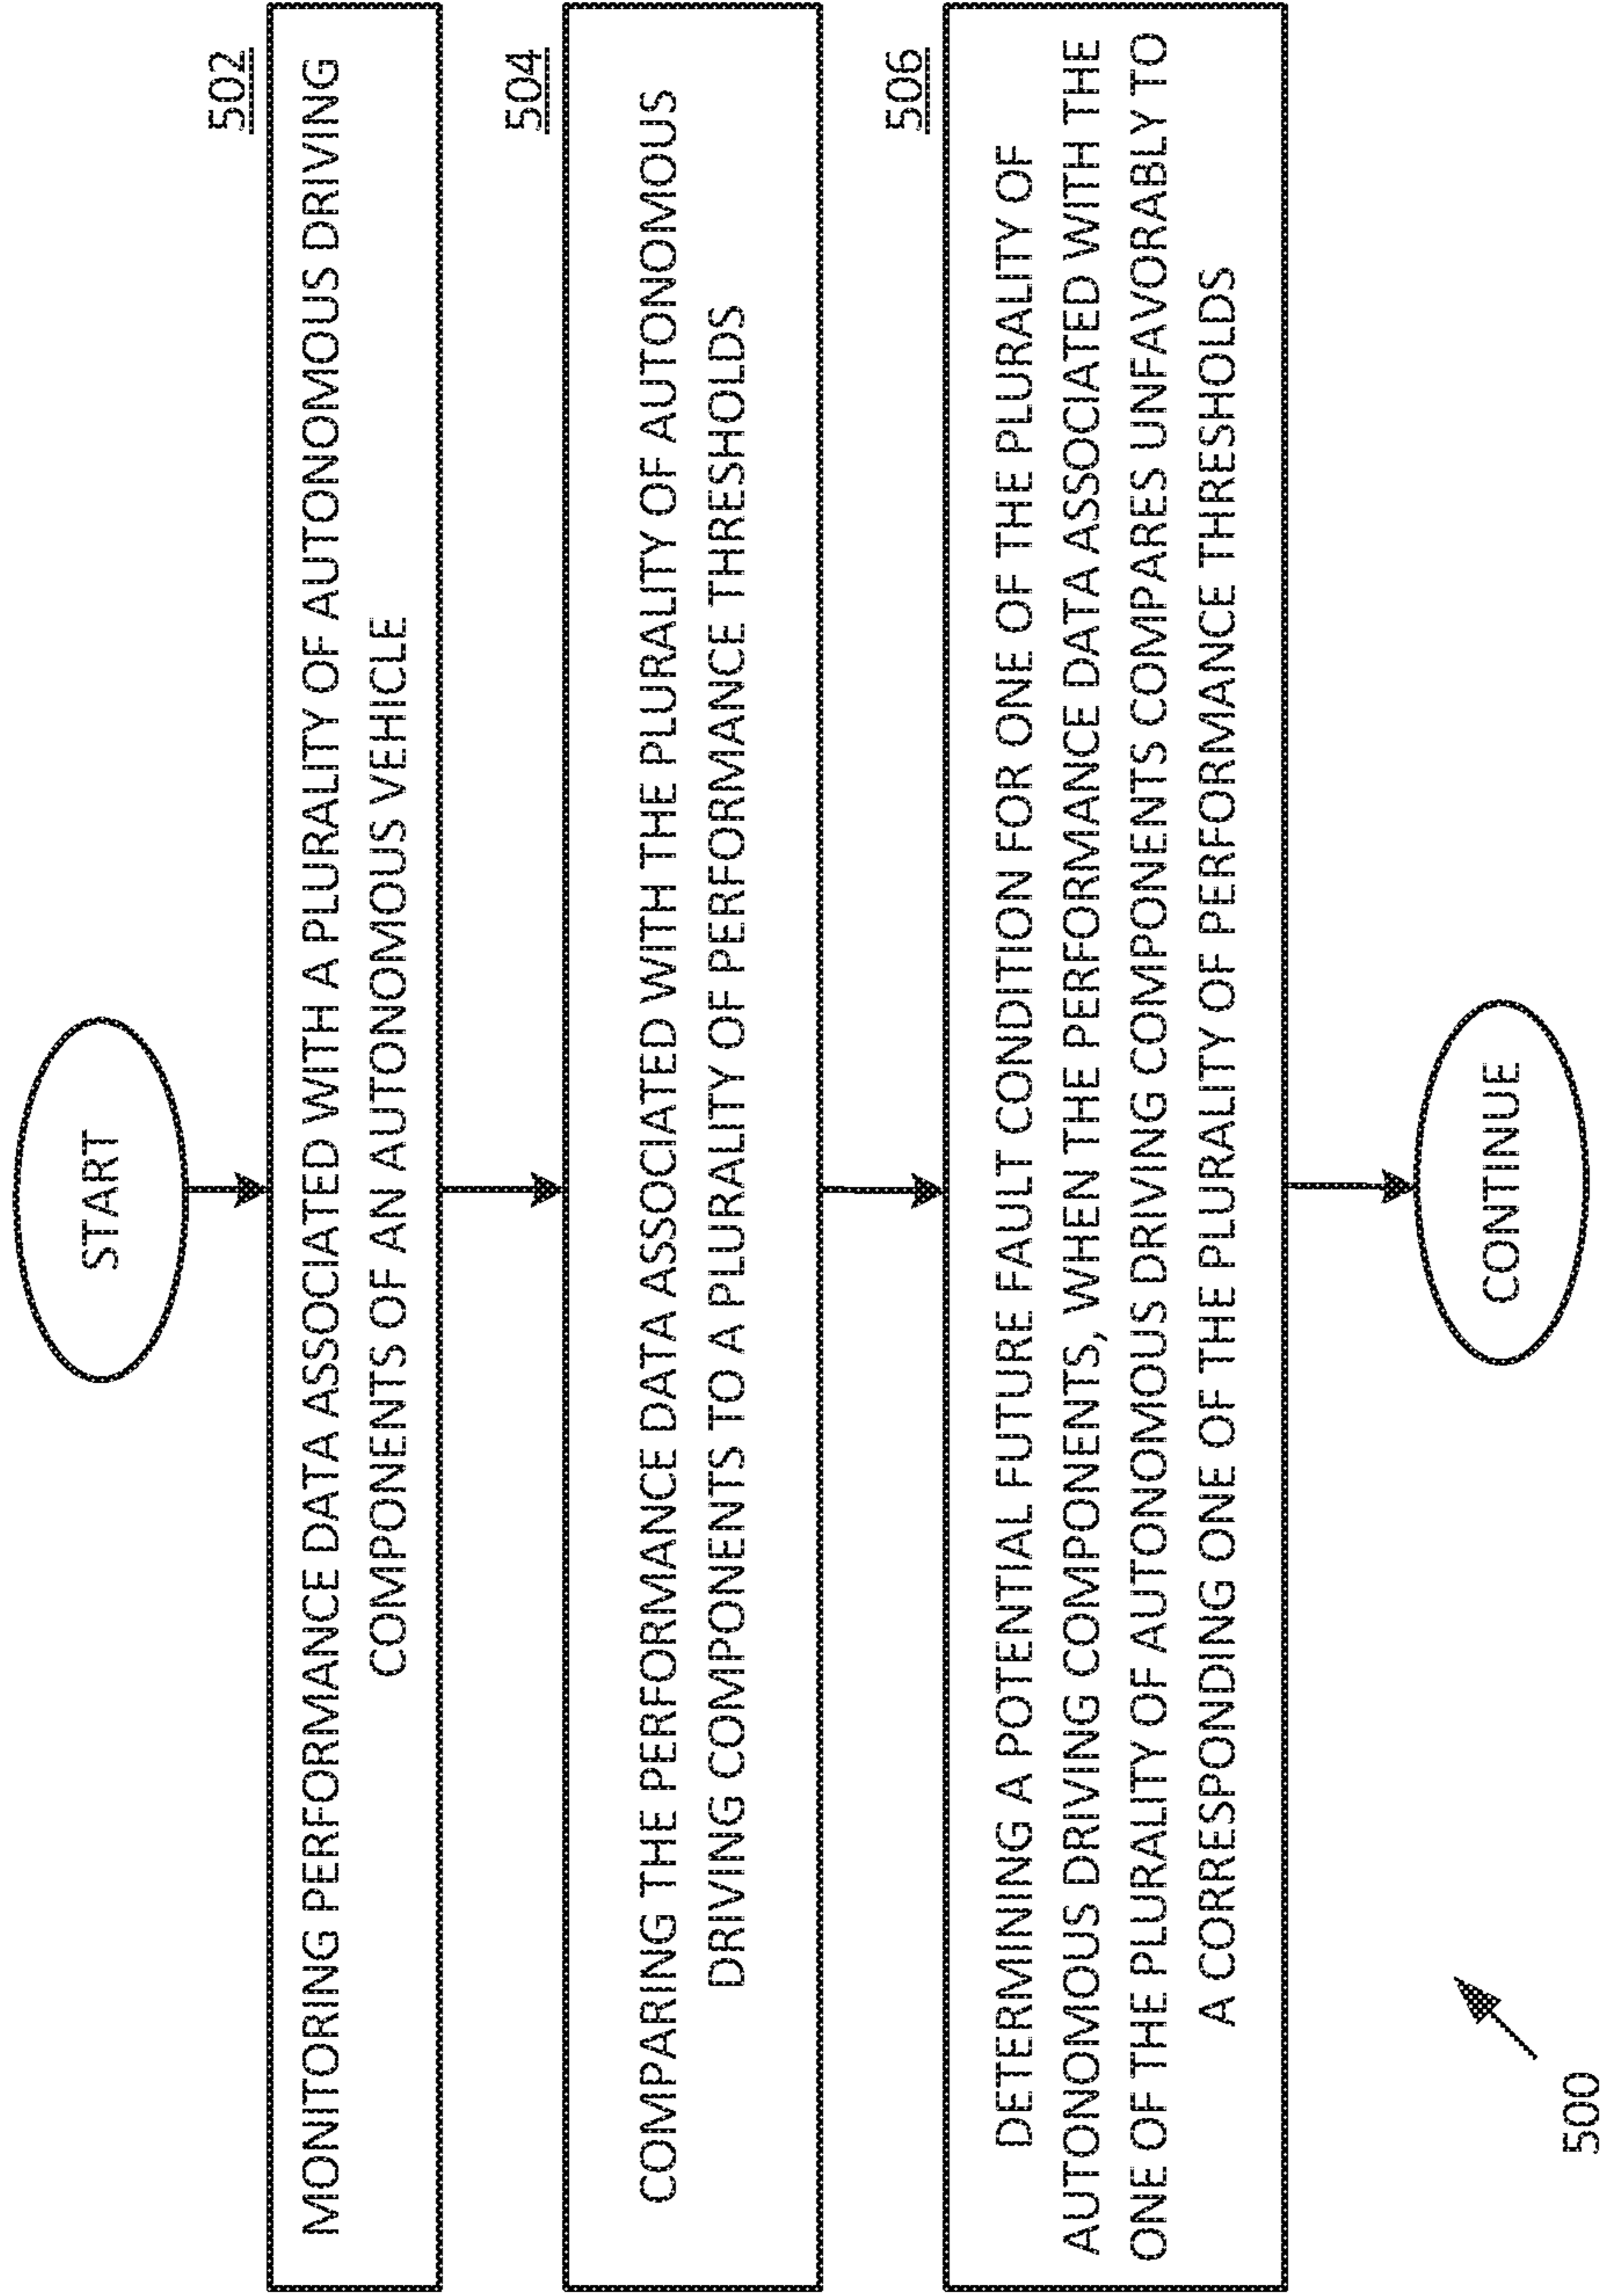 START
502
MONITORING PERFORMANCE DATA ASSOCIATED WITH A PLURALITY OF AUTONOMOUS DRIVING
COMPONENTS OF AN AUTONOMOUS VEHICLE
504
COMPARING THE PERFORMANCE DATA ASSOCIATED WITH THE PLURALITY OF AUTONOMOUS
DRIVING COMPONENTS TO A PLURALITY OF PERFORMANCE THRESHOLDS
506
DETERMINING A POTENTIAL FUTURE FAULT CONDITION FOR ONE OF THE PLURALITY OF
AUTONOMOUS DRIVING COMPONENTS, WHEN THE PERFORMANCE DATA ASSOCIATED WITH THE
ONE OF THE PLURALITY OF AUTONOMOUS DRIVING COMPONENTS COMPARES UNFAVORABLY TO
A CORRESPONDING ONE OF THE PLURALITY OF PERFORMANCE THRESHOLDS
CONTINUE
500